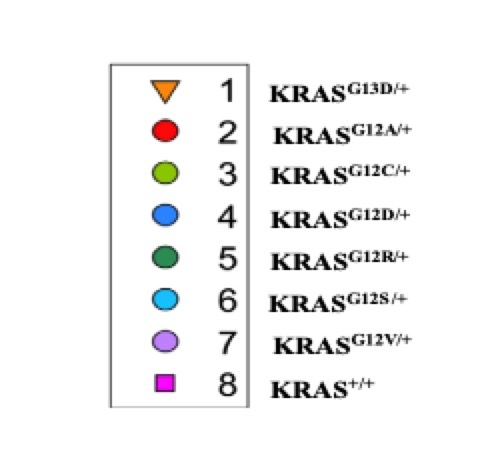 1 KRAS^G13D/+
2 KRAS^G12A/+
3 KRAS^G12C/+
4 KRAS^G12D/+
5 KRAS^G12R/+
6 KRAS^G12S/+
7 KRAS^G12V/+
8 KRAS^+/+